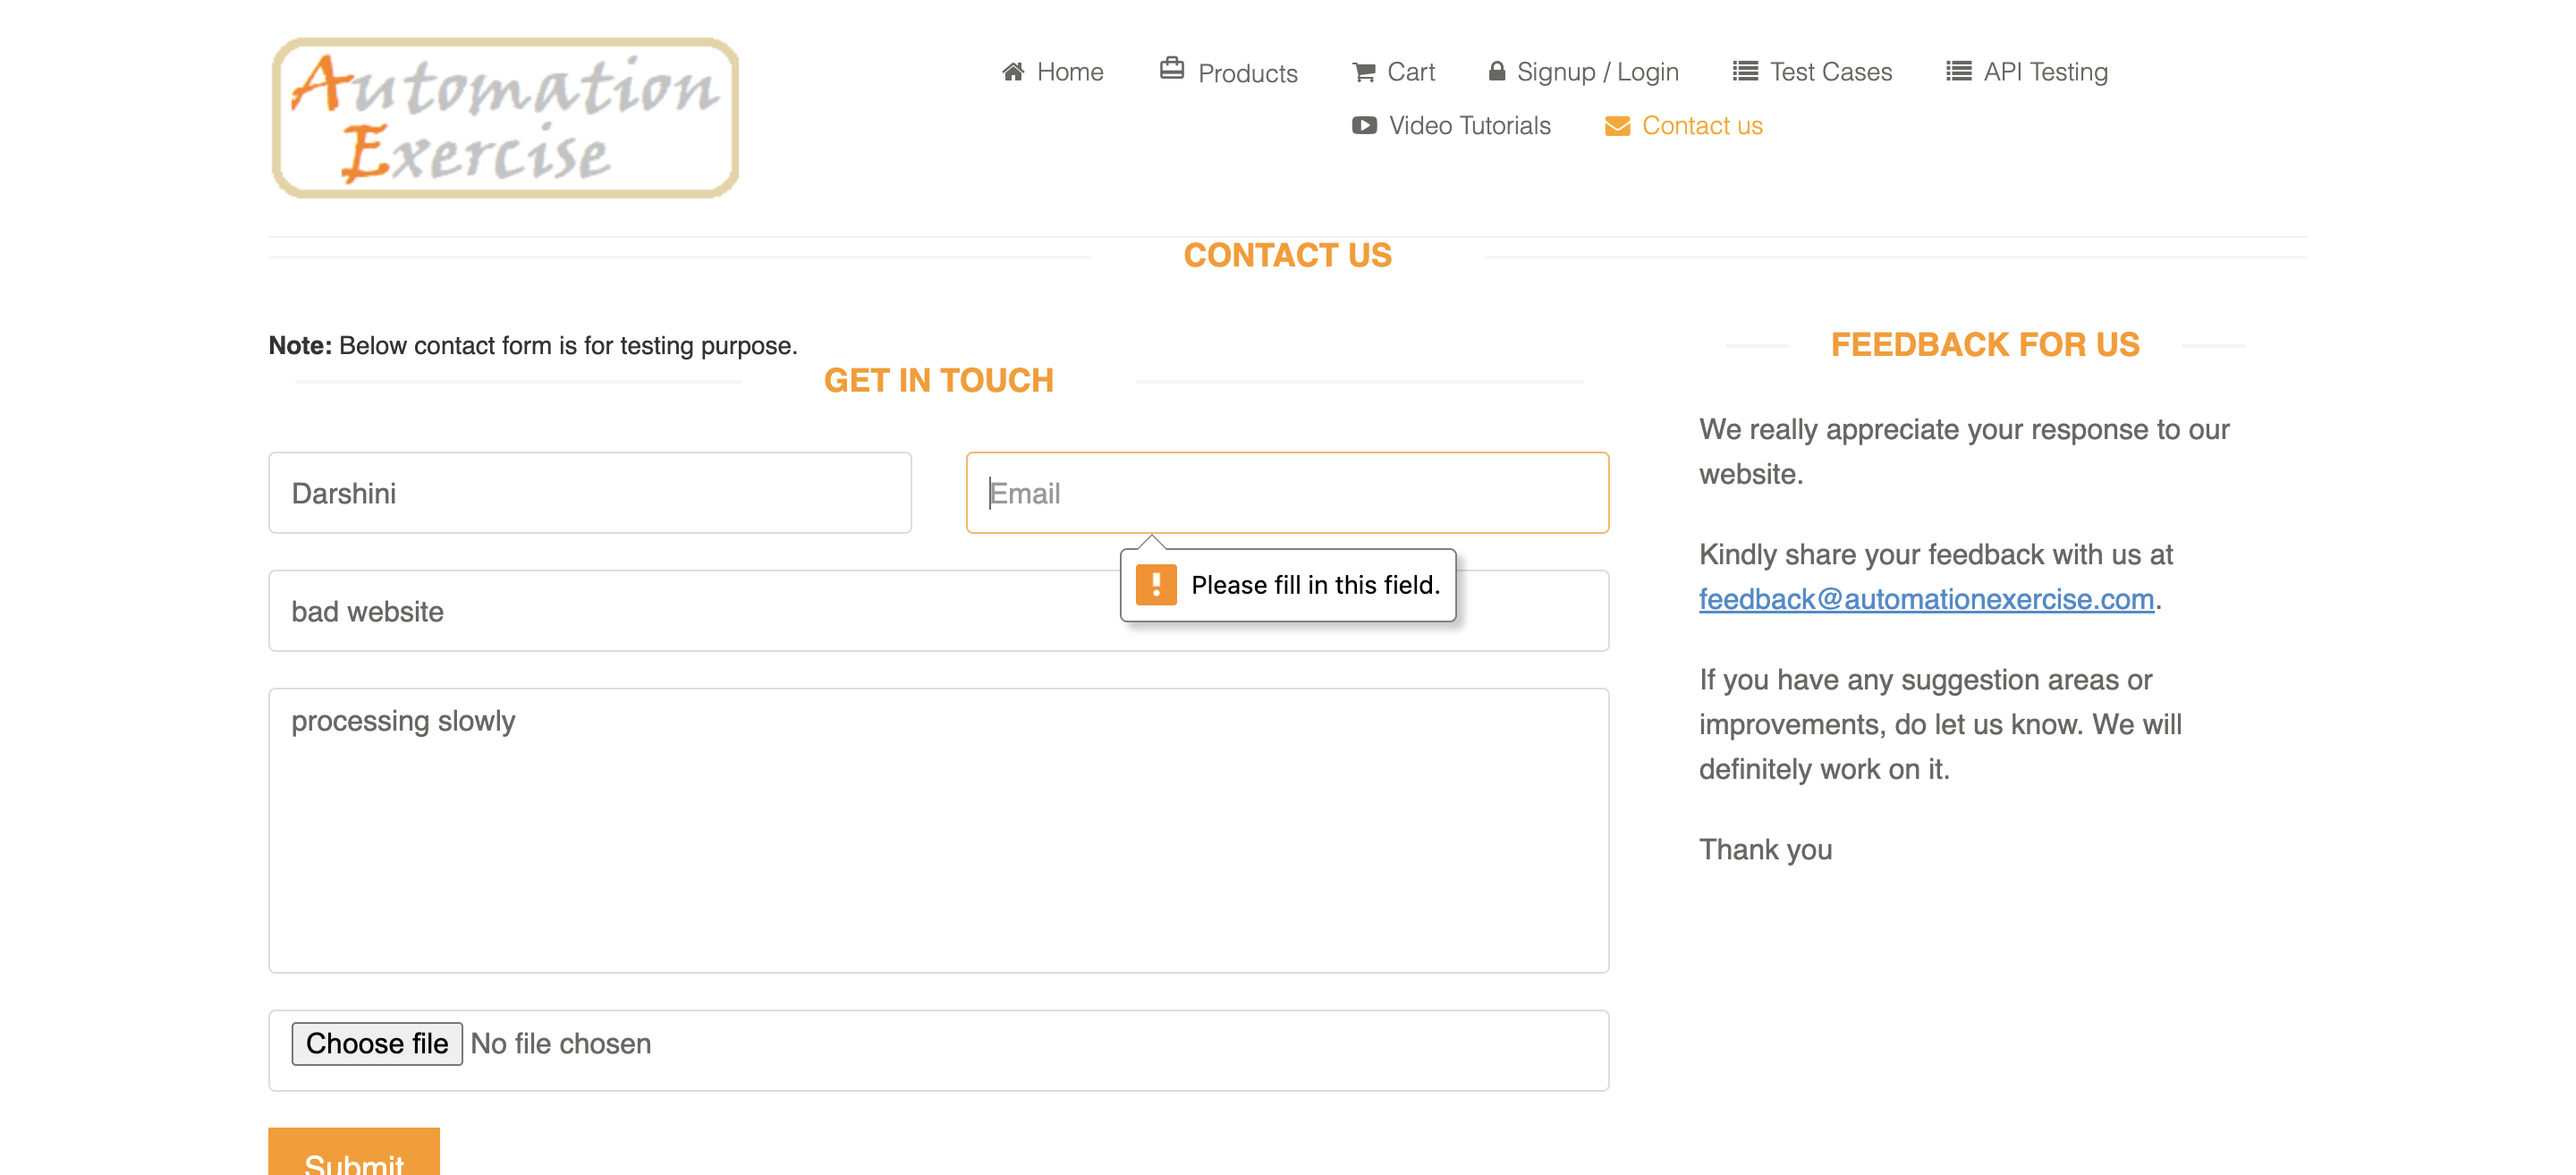 Automation
Exercise
Home
Products
Cart
Signup / Login
Test Cases
API Testing
Video Tutorials
Contact us
CONTACT US
Note: Below contact form is for testing purpose.
GET IN TOUCH
Darshini
Email
Please fill in this field.
bad website
processing slowly
Choose file No file chosen
Submit
FEEDBACK FOR US
We really appreciate your response to our
website.
Kindly share your feedback with us at
feedback@automationexercise.com.
If you have any suggestion areas or
improvements, do let us know. We will
definitely work on it.
Thank you